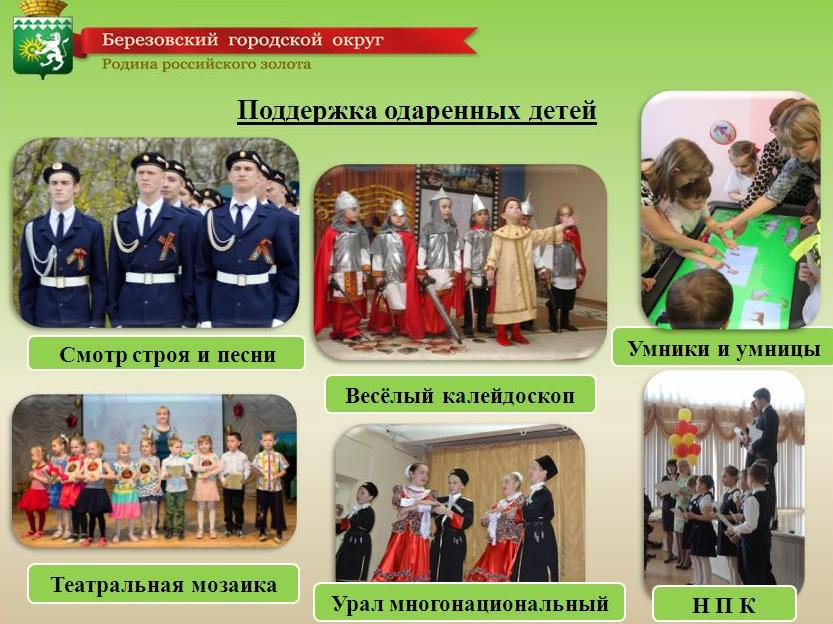 Березовский городской округ
Родина российского золота
Поддержка одаренных детей
Смотр строя и песни
Весёлый калейдоскоп
Умники и умницы
Театральная мозаика
Урал многонациональный
Н П К